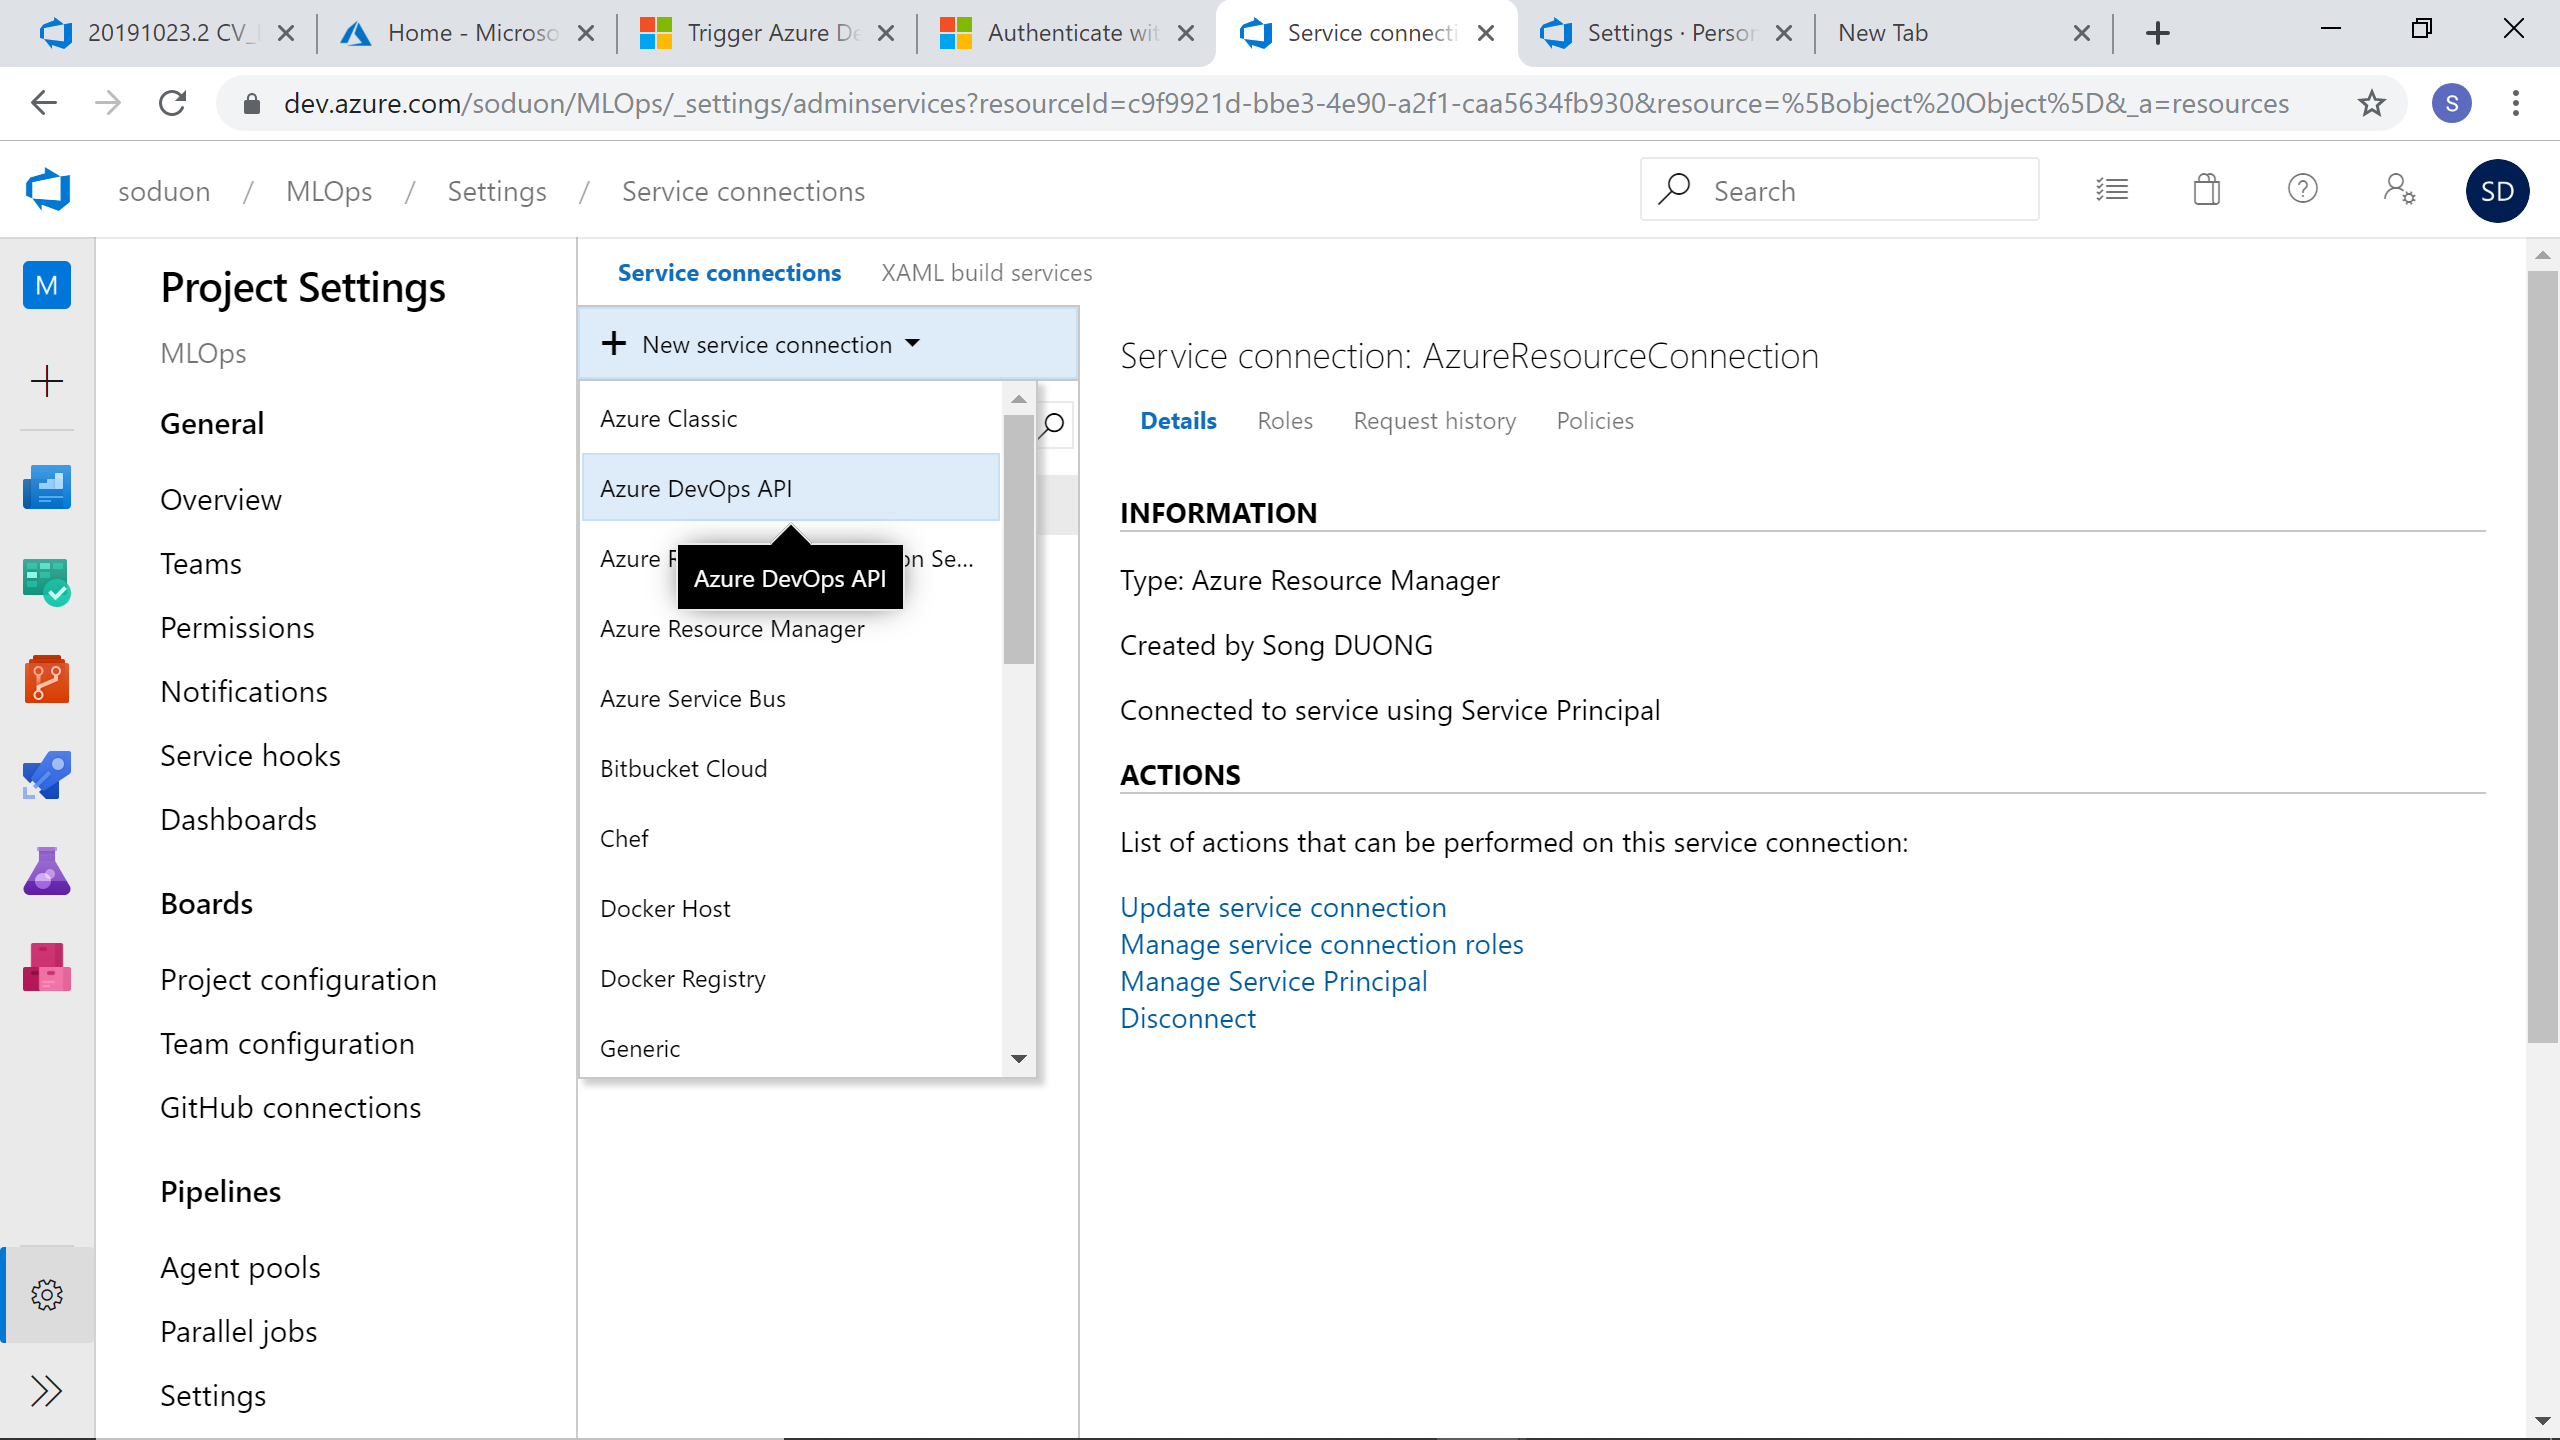 20191023.2 CV_
Home - Microso
Trigger Azure De
Authenticate wit
Service connecti
Settings · Person
New Tab
dev.azure.com/soduon/MLOps/_settings/adminservices?resourceId=c9f9921d-bbe3-4e90-a2f1-caa5634fb930&resource=%5Bobject%20Object%5D&_a=resources
S
soduon / MLOps / Settings / Service connections
Search
SD
M
Project Settings
MLOps
General
Overview
Teams
Permissions
Notifications
Service hooks
Dashboards
Boards
Project configuration
Team configuration
GitHub connections
Pipelines
Agent pools
Parallel jobs
Settings
Service connections
XAML build services
New service connection
Azure Classic
Azure DevOps API
Azure R
on Se...
Azure DevOps API
Azure Resource Manager
Azure Service Bus
Bitbucket Cloud
Chef
Docker Host
Docker Registry
Generic
Service connection: AzureResourceConnection
Details Roles Request history Policies
INFORMATION
Type: Azure Resource Manager
Created by Song DUONG
Connected to service using Service Principal
ACTIONS
List of actions that can be performed on this service connection:
Update service connection
Manage service connection roles
Manage Service Principal
Disconnect